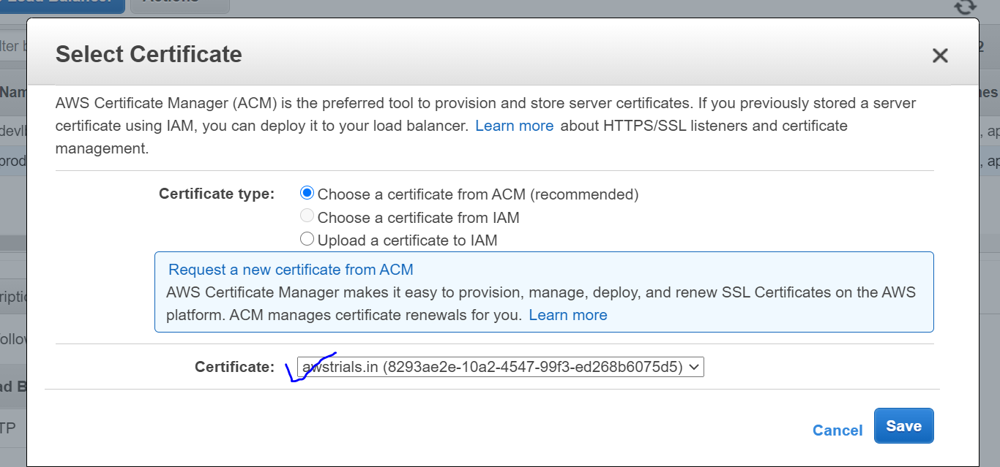 Actions
Select Certificate
AWS Certificate Manager (ACM) is the preferred tool to provision and store server certificates. If you previously stored a server
certificate using IAM, you can deploy it to your load balancer. Learn more about HTTPS/SSL listeners and certificate
management.
Certificate type:
Choose a certificate from ACM (recommended)
Choose a certificate from IAM
Upload a certificate to IAM
Request a new certificate from ACM
AWS Certificate Manager makes it easy to provision, manage, deploy, and renew SSL Certificates on the AWS
platform. ACM manages certificate renewals for you. Learn more
Certificate: awstrials.in (8293ae2e-10a2-4547-99f3-ed268b6075d5)
Cancel Save